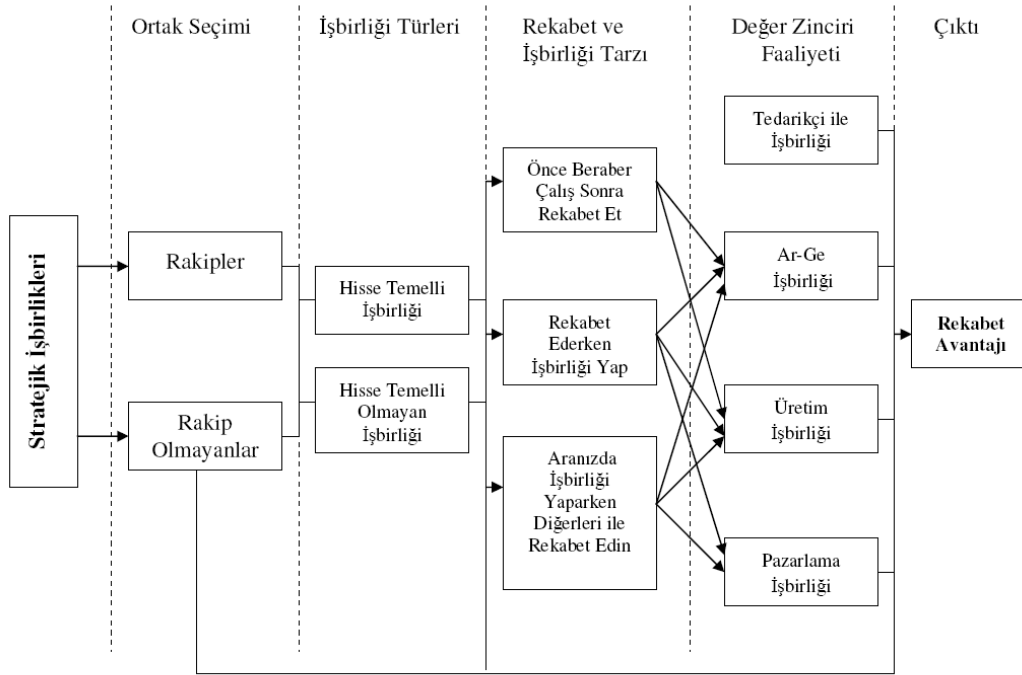 Ortak Seçimi
İşbirliği Türleri
Rekabet ve
İşbirliği Tarzı
Değer Zinciri
Faaliyeti
Çıktı
Stratejik İşbirlikleri
Rakipler
Rakip
Olmayanlar
Hisse Temelli
İşbirliği
Hisse Temelli
Olmayan
İşbirliği
Önce Beraber
Çalış Sonra
Rekabet Et
Rekabet
Ederken
İşbirliği Yap
Aranızda
İşbirliği
Yaparken
Diğerleri ile
Rekabet Edin
Tedarikçi ile
İşbirliği
Ar-Ge
İşbirliği
Üretim
İşbirliği
Pazarlama
İşbirliği
Rekabet
Avantajı